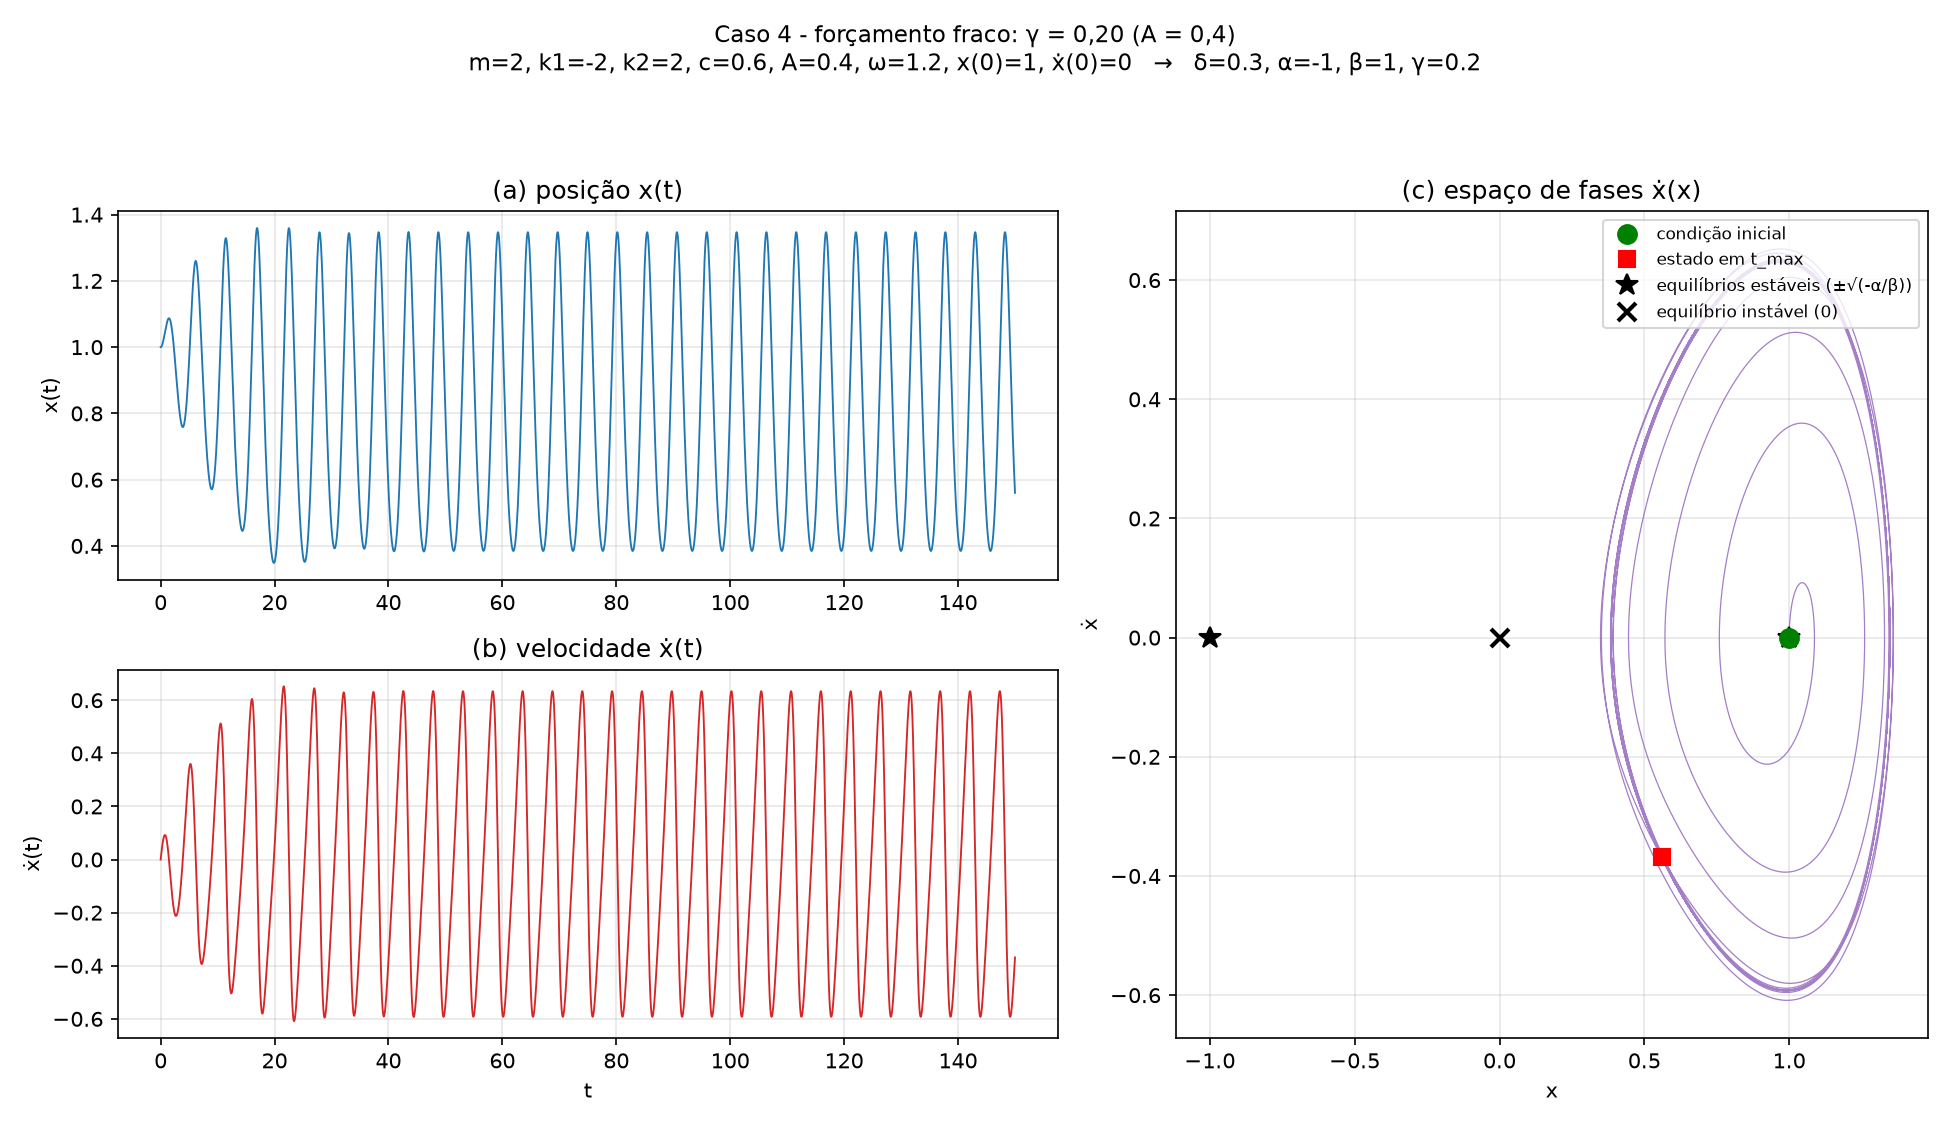 Caso 4 - forçamento fraco: γ = 0,20 (A = 0,4)
m=2, k1=-2, k2=2, c=0.6, A=0.4, ω=1.2, x(0)=1, ẋ(0)=0 → δ=0.3, α=-1, β=1, γ=0.2
(a) posição x(t)
1.4
1.2
1.0
0.8
0.6
0.4
x(t)
0 20 40 60 80 100 120 140
(b) velocidade ẋ(t)
0.6
0.4
0.2
0.0
−0.2
−0.4
−0.6
ẋ(t)
0 20 40 60 80 100 120 140
t
(c) espaço de fases ẋ(x)
condição inicial
estado em t_max
equilíbrios estáveis (±√(-α/β))
equilíbrio instável (0)
0.6
0.4
0.2
0.0
−0.2
−0.4
−0.6
ẋ
−1.0 −0.5 0.0 0.5 1.0
x